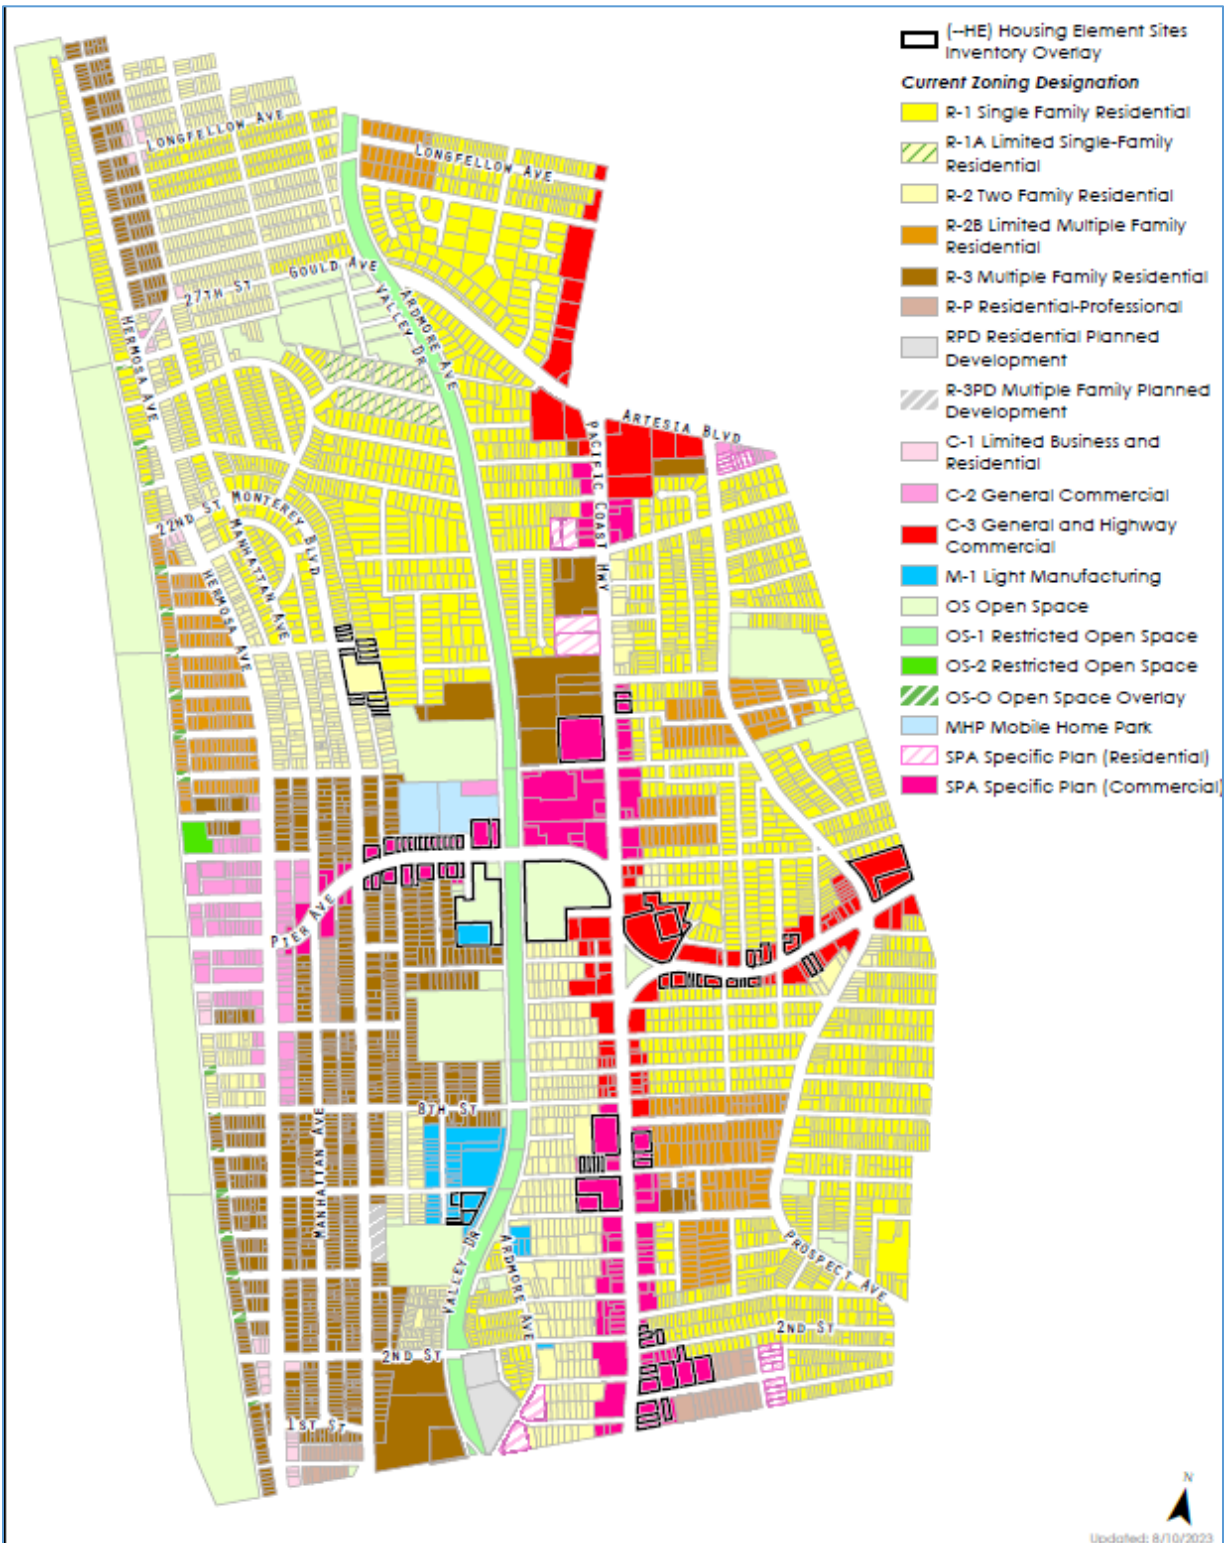 (--HE) Housing Element Sites
Inventory Overlay
Current Zoning Designation
R-1 Single Family Residential
R-1A Limited Single-Family
Residential
R-2 Two Family Residential
R-2B Limited Multiple Family
Residential
R-3 Multiple Family Residential
R-P Residential-Professional
RPD Residential Planned
Development
R-3PD Multiple Family Planned
Development
C-1 Limited Business and
Residential
C-2 General Commercial
C-3 General and Highway
Commercial
M-1 Light Manufacturing
OS Open Space
OS-1 Restricted Open Space
OS-2 Restricted Open Space
OS-O Open Space Overlay
MHP Mobile Home Park
SPA Specific Plan (Residential)
SPA Specific Plan (Commercial)
LONGFELLOW AVE
LONGFELLOW AVE
GOULD AVE
27TH ST
VALLEY DR
ARDMORE AVE
HERMOSA AVE
ARTESIA BLVD
PACIFIC COAST HWY
22ND ST
MONTEREY BLVD
MANHATTAN AVE
HERMOSA AVE
PIER AVE
8TH ST
MANHATTAN AVE
VALLEY DR
ARDMORE AVE
PROSPECT AVE
2ND ST
2ND ST
1ST ST
N
Updated: 8/10/2023